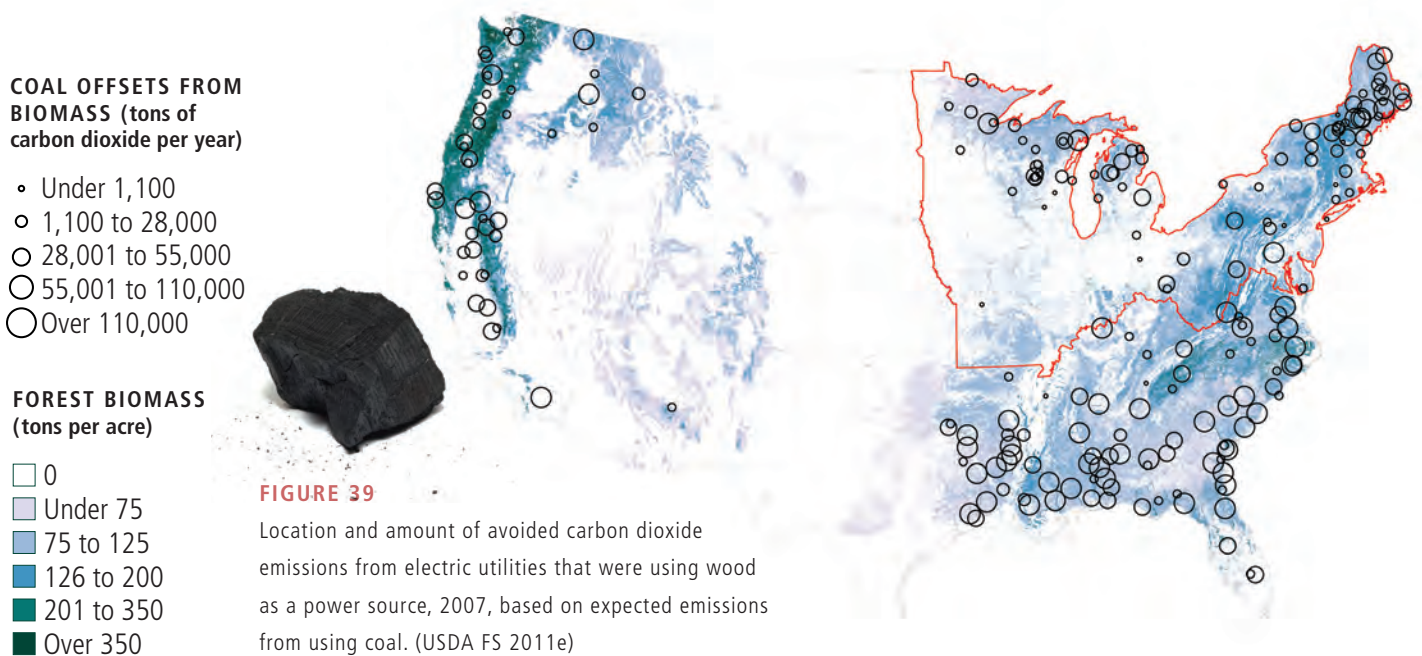 COAL OFFSETS FROM
BIOMASS (tons of
carbon dioxide per year)
Under 1,100
1,100 to 28,000
28,001 to 55,000
55,001 to 110,000
Over 110,000
FOREST BIOMASS
(tons per acre)
0
Under 75
75 to 125
126 to 200
201 to 350
Over 350
FIGURE 39
Location and amount of avoided carbon dioxide
emissions from electric utilities that were using wood
as a power source, 2007, based on expected emissions
from using coal. (USDA FS 2011e)